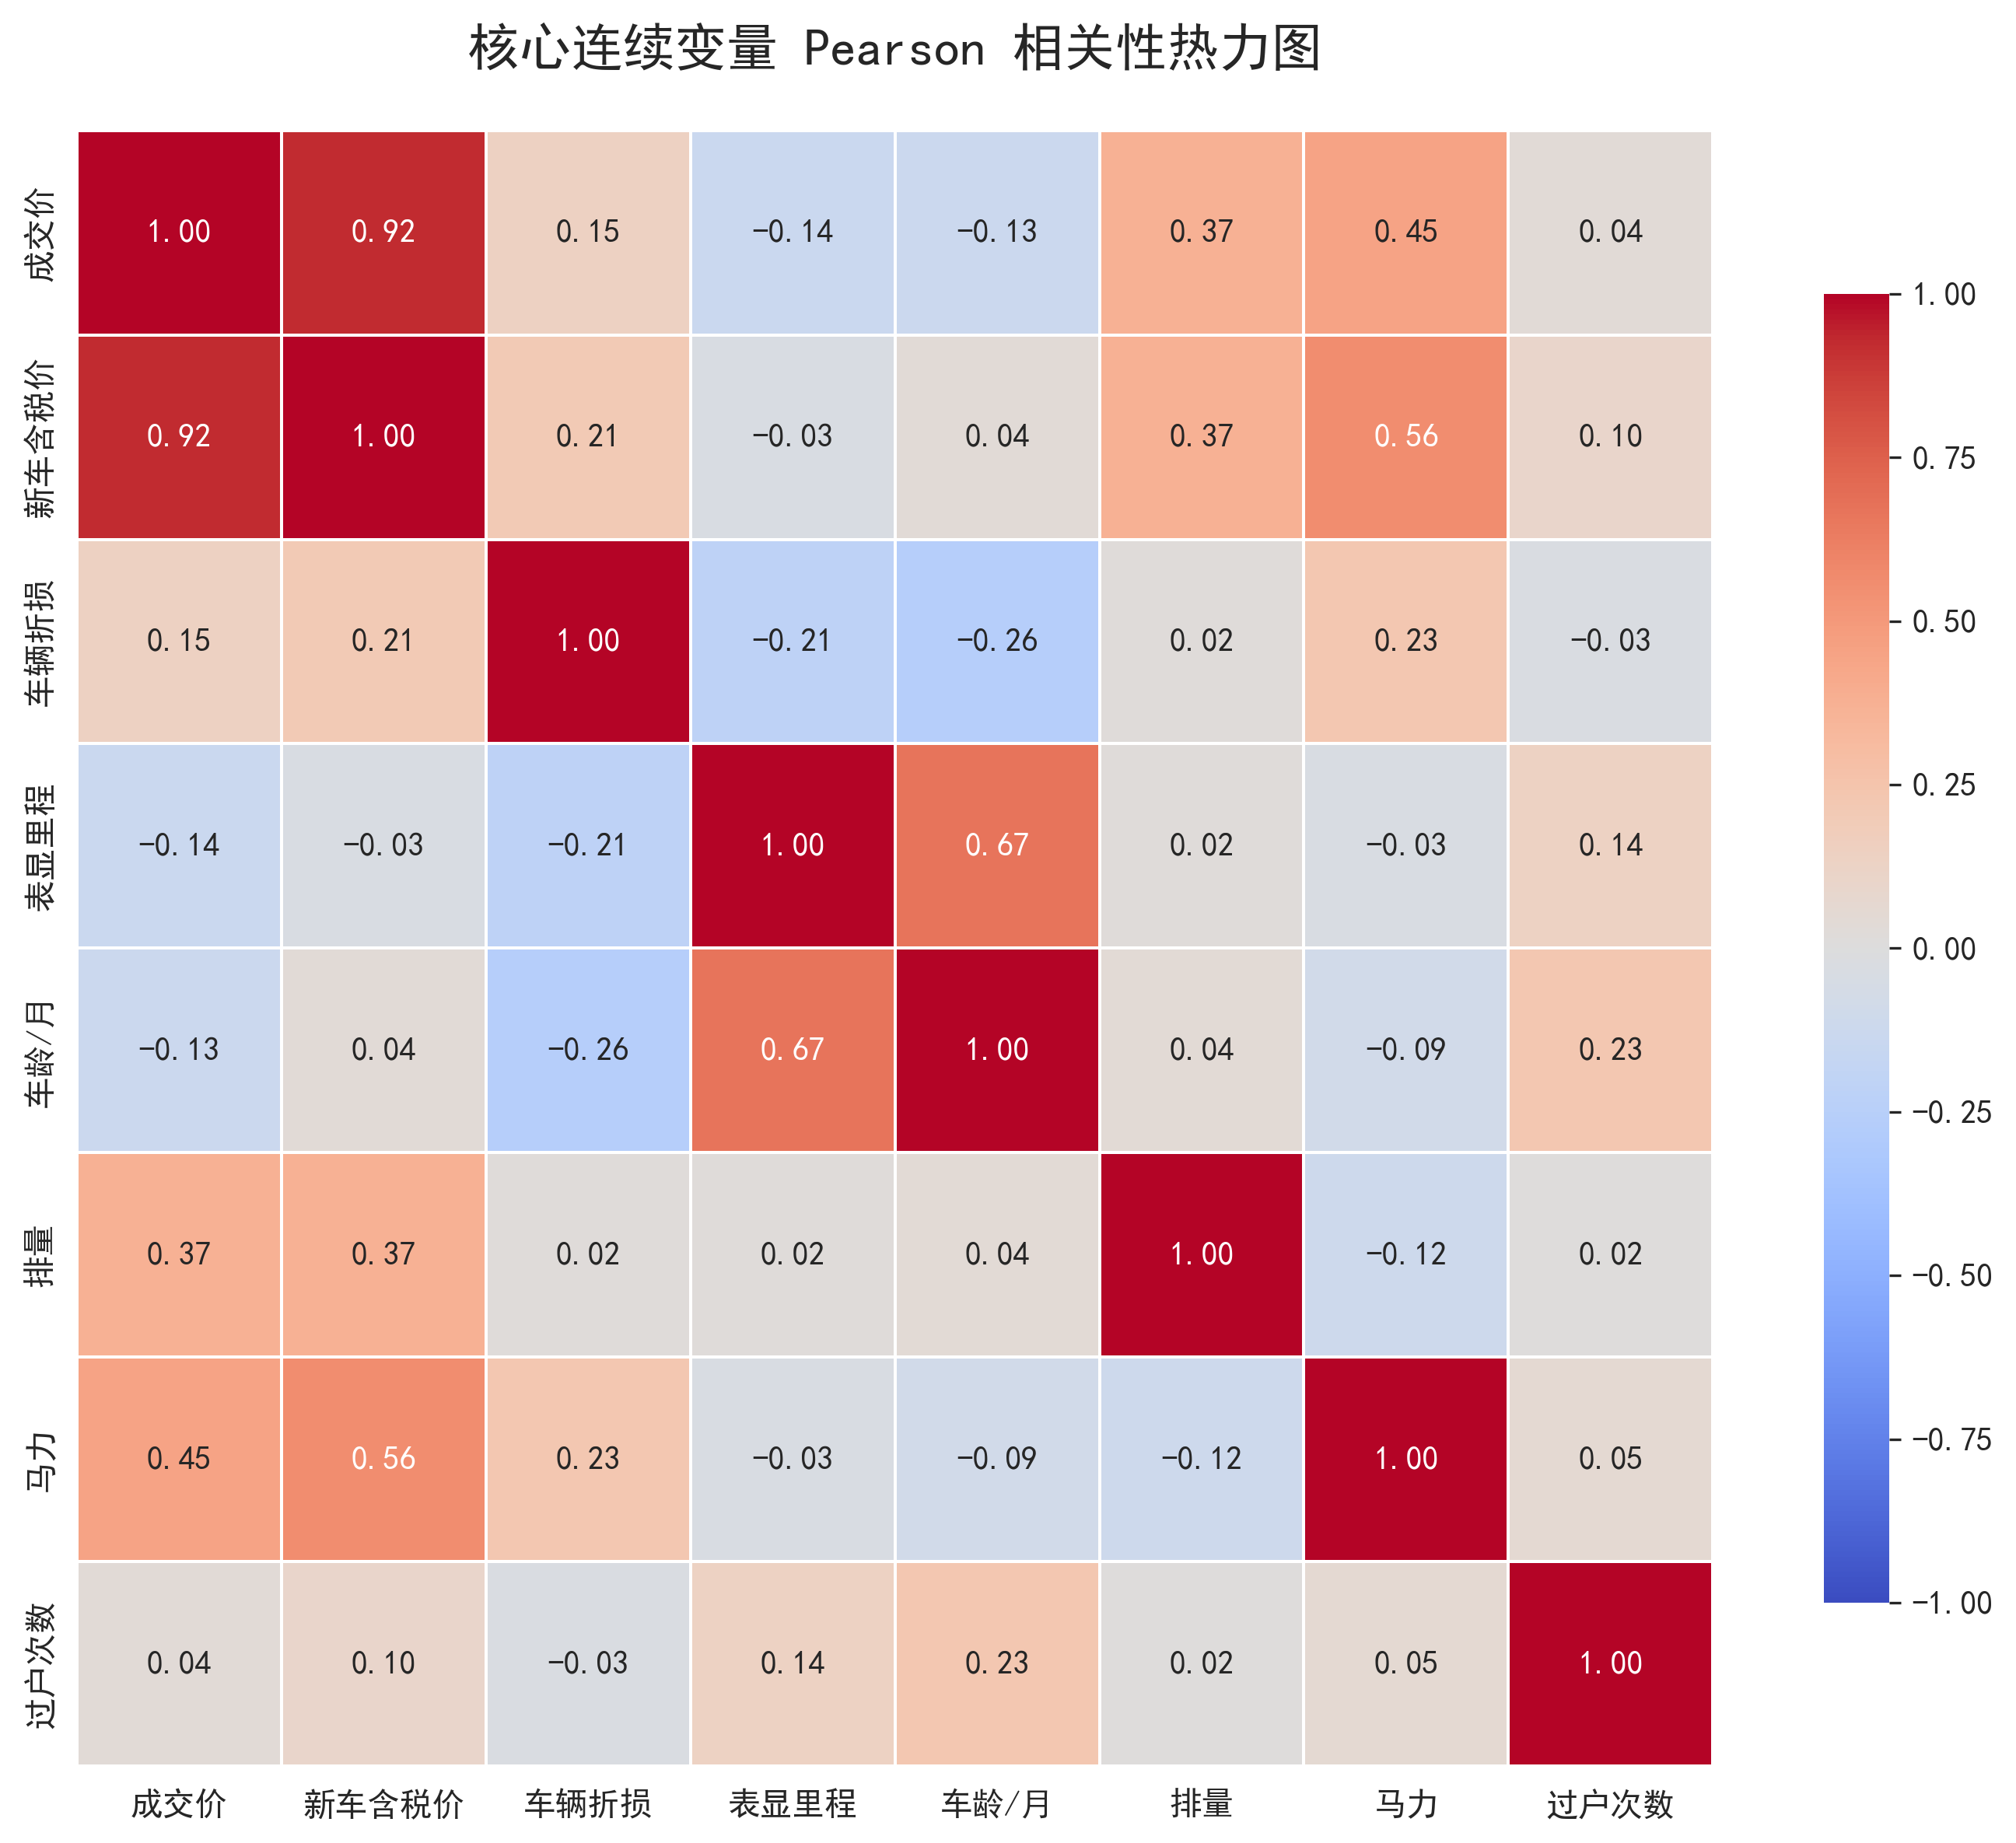 核心连续变量 Pearson 相关性热力图
成交价 1.00 0.92 0.15 -0.14 -0.13 0.37 0.45 0.04
新车含税价 0.92 1.00 0.21 -0.03 0.04 0.37 0.56 0.10
车辆折损 0.15 0.21 1.00 -0.21 -0.26 0.02 0.23 -0.03
表显里程 -0.14 -0.03 -0.21 1.00 0.67 0.02 -0.03 0.14
车龄/月 -0.13 0.04 -0.26 0.67 1.00 0.04 -0.09 0.23
排量 0.37 0.37 0.02 0.02 0.04 1.00 -0.12 0.02
马力 0.45 0.56 0.23 -0.03 -0.09 -0.12 1.00 0.05
过户次数 0.04 0.10 -0.03 0.14 0.23 0.02 0.05 1.00
成交价 新车含税价 车辆折损 表显里程 车龄/月 排量 马力 过户次数
1.00
0.75
0.50
0.25
0.00
-0.25
-0.50
-0.75
-1.00